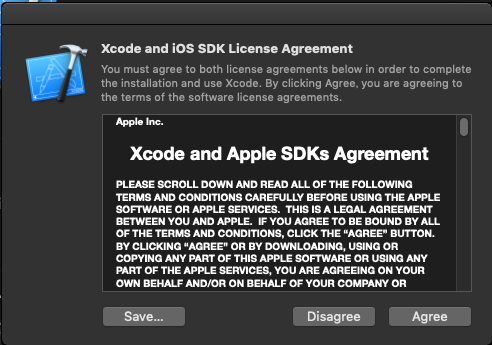 Xcode and iOS SDK License Agreement
You must agree to both license agreements below in order to complete
the installation and use Xcode. By clicking Agree, you are agreeing to
the terms of the software license agreements.
Apple Inc.
Xcode and Apple SDKs Agreement
PLEASE SCROLL DOWN AND READ ALL OF THE FOLLOWING
TERMS AND CONDITIONS CAREFULLY BEFORE USING THE APPLE
SOFTWARE OR APPLE SERVICES.  THIS IS A LEGAL AGREEMENT
BETWEEN YOU AND APPLE.  IF YOU AGREE TO BE BOUND BY ALL
OF THE TERMS AND CONDITIONS, CLICK THE “AGREE” BUTTON.
BY CLICKING “AGREE” OR BY DOWNLOADING, USING OR
COPYING ANY PART OF THIS APPLE SOFTWARE OR USING ANY
PART OF THE APPLE SERVICES, YOU ARE AGREEING ON YOUR
OWN BEHALF AND/OR ON BEHALF OF YOUR COMPANY OR
Save...
Disagree
Agree